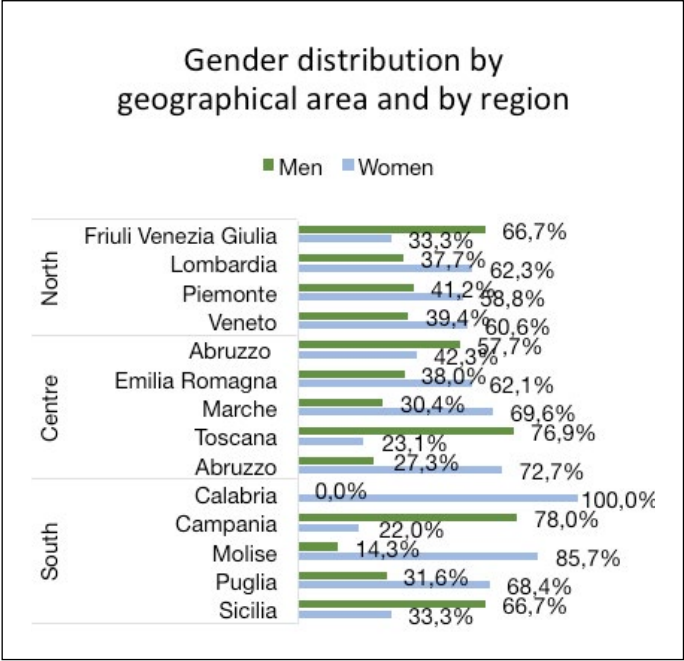 Gender distribution by
geographical area and by region
Men Women
North
Friuli Venezia Giulia 66,7% 33,3%
Lombardia 37,7% 62,3%
Piemonte 41,2% 58,8%
Veneto 39,4% 60,6%
Centre
Abruzzo 57,7% 42,3%
Emilia Romagna 38,0% 62,1%
Marche 30,4% 69,6%
Toscana 76,9% 23,1%
Abruzzo 27,3% 72,7%
South
Calabria 0,0% 100,0%
Campania 78,0% 22,0%
Molise 14,3% 85,7%
Puglia 31,6% 68,4%
Sicilia 66,7% 33,3%